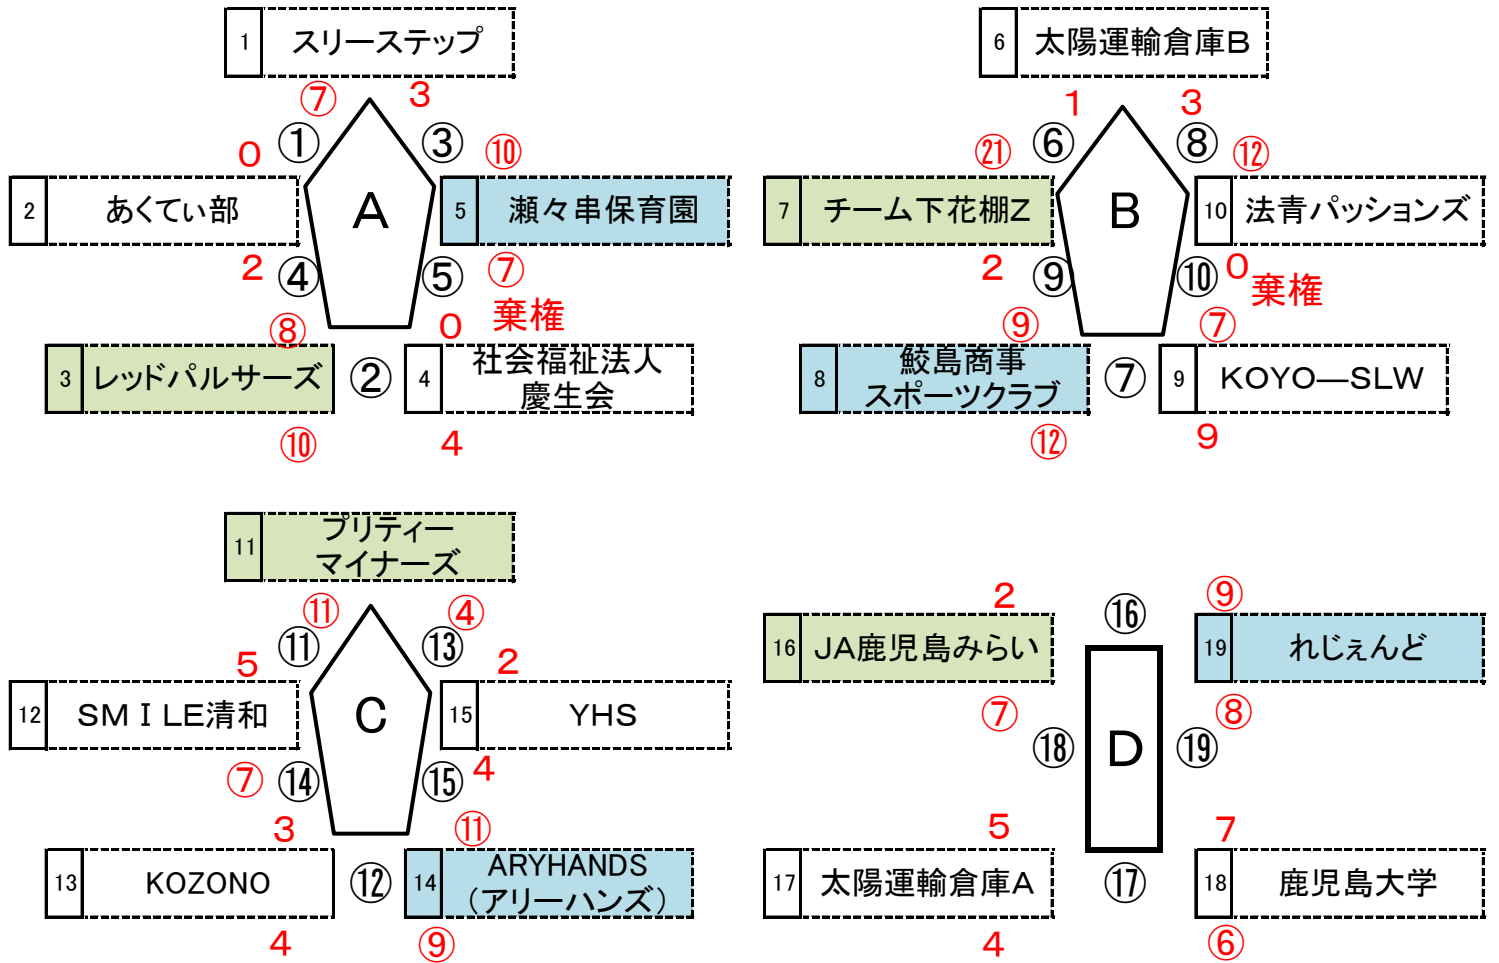 1 スリーステップ
⑦ 3
0 ① ③ ⑩
2 あくてぃ部 A 5 瀬々串保育園
2 ④ ⑤ ⑦
⑧ 0 棄権
3 レッドパルサーズ ② 4 社会福祉法人
慶生会
⑩ 4
6 太陽運輸倉庫B
1 3
㉑ ⑥ ⑧ ⑫
7 チーム下花棚Z B 10 法青パッションズ
2 ⑨ ⑩ 0 棄権
⑨ ⑦
8 鮫島商事
スポーツクラブ ⑦ 9 KOYO―SLW
⑫ 9
11 プリティー
マイナーズ
⑪ ④
5 ⑪ ⑬ 2
12 SMILE清和 C 15 YHS
⑦ ⑭ ⑮ 4
3 ⑪
13 KOZONO ⑫ 14 ARYHANDS
（アリーハンズ）
4 ⑨
2 ⑯ ⑨
16 JA鹿児島みらい 19 れじぇんど
⑦ ⑧
⑱ D ⑲
5 7
17 太陽運輸倉庫A ⑰ 18 鹿児島大学
4 ⑥